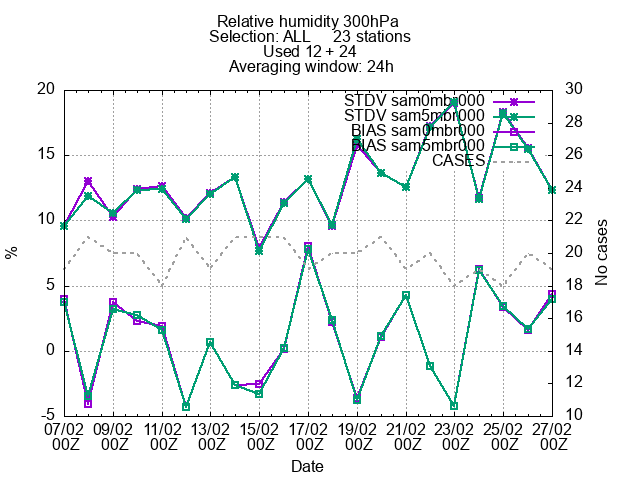 Relative humidity 300hPa
Selection: ALL 23 stations
Used 12 + 24
Averaging window: 24h
STDV sam0mbr000
STDV sam5mbr000
BIAS sam0mbr000
BIAS sam5mbr000
CASES
%
20
15
10
5
0
-5
No cases
30
28
26
24
22
20
18
16
14
12
10
07/02 09/02 11/02 13/02 15/02 17/02 19/02 21/02 23/02 25/02 27/02
00Z 00Z 00Z 00Z 00Z 00Z 00Z 00Z 00Z 00Z 00Z
Date